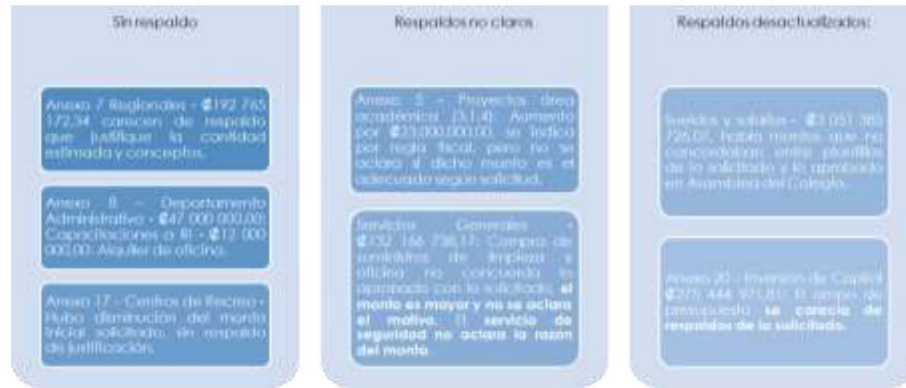 Sin respaldo
Anexo 7 Regionales - ₡192 765
172.34 carecen de respaldo
que justifique la cantidad
estimada y conceptos.
Anexo 8 - Departamento
Administrativo - ₡47 000 000,00:
Capacitaciones a RI - ₡12 000
000,00: Alquiler de oficina.
Anexo 17 - Centros de Recreo -
Hubo disminución del monto
inicial solicitado, sin respaldo
de justificación.
Respaldos no claros
Anexo 5 - Proyectos área
académica (3.1.4): Aumento
por ₡23.000.000.00, se indica
por regla fiscal, pero no se
aclara si dicho monto es el
adecuado según solicitud.
Servicios Generales -
₡132 166 738,17: Compra de
suministros de limpieza y
oficina no concuerda lo
aprobado con lo solicitado, el
monto es mayor y no se aclara
el motivo. El servicio de
seguridad no aclara la razón
del monto.
Respaldos desactualizados:
Sueldos y salarios - 051
726.07, había montos que no
concordaban entre plantillas
de lo solicitado y lo aprobado
en Asamblea del Colegio.
Anexo 20 - Inversión de Capital
₡275 444 971.81: El
presupuesto se carecía de
respaldos de lo solicitado.